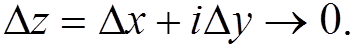 Δz = Δx + iΔy → 0.